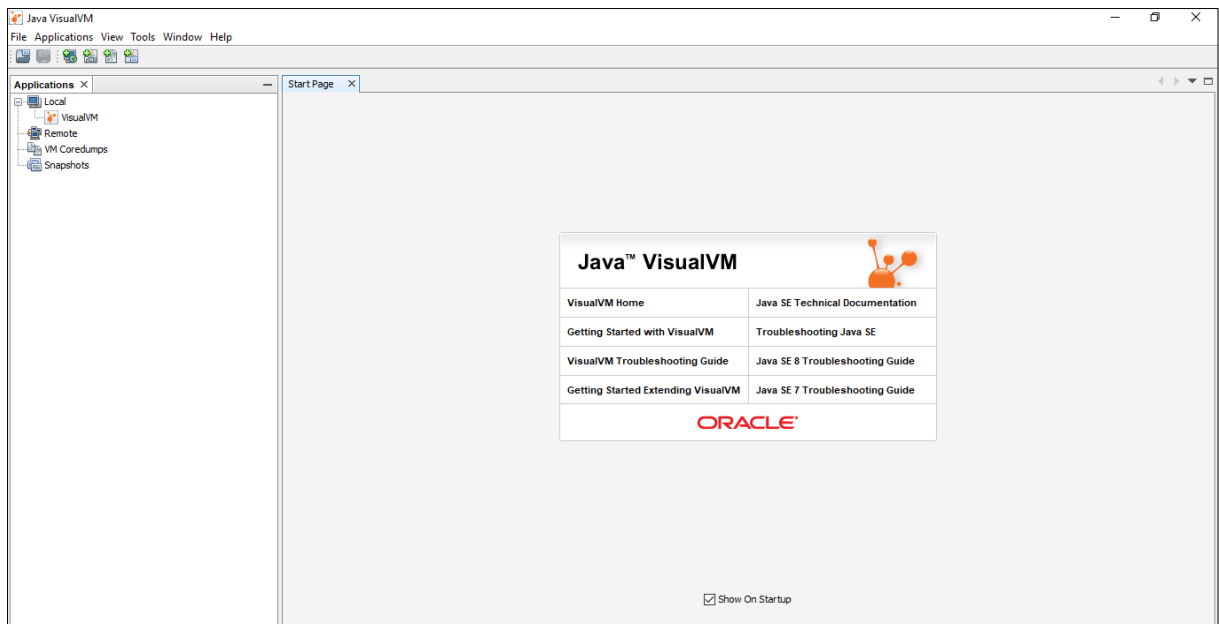 Java VisualVM
File Applications View Tools Window Help
Applications
Start Page
Local
VisualVM
Remote
VM Coredumps
Snapshots
Java™ VisualVM
VisualVM Home
Java SE Technical Documentation
Getting Started with VisualVM
Troubleshooting Java SE
VisualVM Troubleshooting Guide
Java SE 8 Troubleshooting Guide
Getting Started Extending VisualVM
Java SE 7 Troubleshooting Guide
ORACLE
Show On Startup